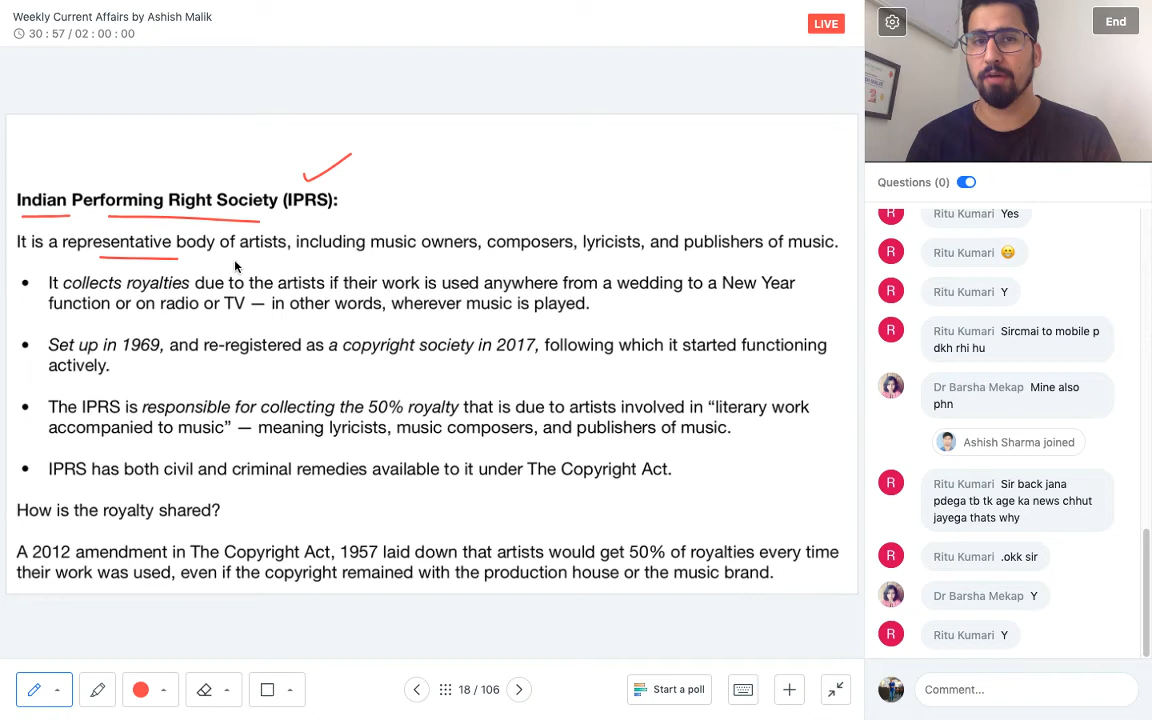 Weekly Current Affairs by Ashish Malik
30 : 57 / 02 : 00 : 00
LIVE
End
Indian Performing Right Society (IPRS):
It is a representative body of artists, including music owners, composers, lyricists, and publishers of music.
• It collects royalties due to the artists if their work is used anywhere from a wedding to a New Year
function or on radio or TV — in other words, wherever music is played.
• Set up in 1969, and re-registered as a copyright society in 2017, following which it started functioning
actively.
• The IPRS is responsible for collecting the 50% royalty that is due to artists involved in “literary work
accompanied to music” — meaning lyricists, music composers, and publishers of music.
• IPRS has both civil and criminal remedies available to it under The Copyright Act.
How is the royalty shared?
A 2012 amendment in The Copyright Act, 1957 laid down that artists would get 50% of royalties every time
their work was used, even if the copyright remained with the production house or the music brand.
18 / 106
Start a poll
Questions (0)
R Ritu Kumari Yes
R Ritu Kumari 😁
R Ritu Kumari Y
R Ritu Kumari Sircmai to mobile p
dkh rhi hu
Dr Barsha Mekap Mine also
phn
Ashish Sharma joined
R Ritu Kumari Sir back jana
pdega tb tk age ka news chhut
jayega thats why
R Ritu Kumari .okk sir
Dr Barsha Mekap Y
R Ritu Kumari Y
Comment...